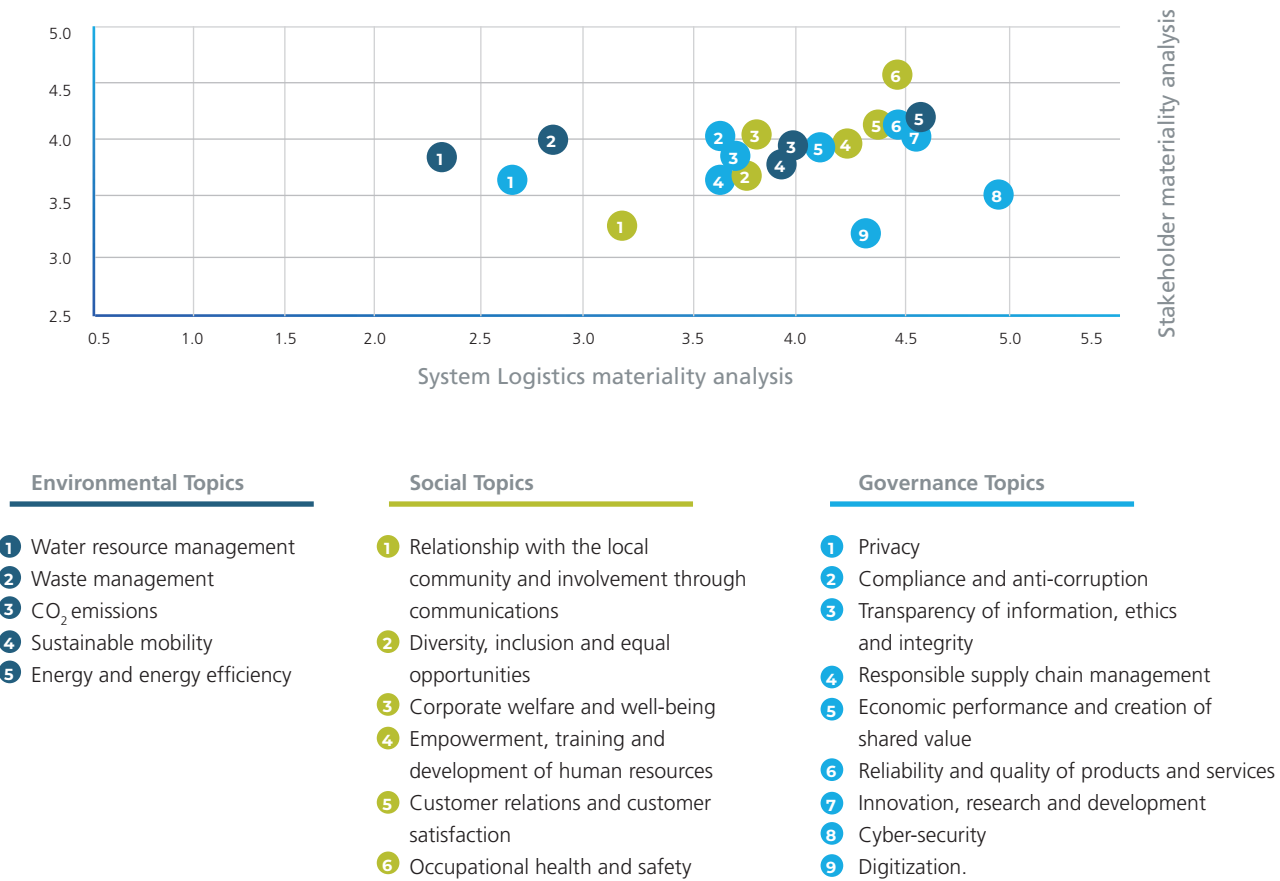 5.0
4.5
4.0
3.5
3.0
2.5
6
5
6
5
7
2
3
4
3
5
2
1
3
4
1
4
2
8
1
9
0.5 1.0 1.5 2.0 2.5 3.0 3.5 4.0 4.5 5.0 5.5
System Logistics materiality analysis
Stakeholder materiality analysis
Environmental Topics
1 Water resource management
2 Waste management
3 CO2 emissions
4 Sustainable mobility
5 Energy and energy efficiency
Social Topics
1 Relationship with the local
community and involvement through
communications
2 Diversity, inclusion and equal
opportunities
3 Corporate welfare and well-being
4 Empowerment, training and
development of human resources
5 Customer relations and customer
satisfaction
6 Occupational health and safety
Governance Topics
1 Privacy
2 Compliance and anti-corruption
3 Transparency of information, ethics
and integrity
4 Responsible supply chain management
5 Economic performance and creation of
shared value
6 Reliability and quality of products and services
7 Innovation, research and development
8 Cyber-security
9 Digitization.